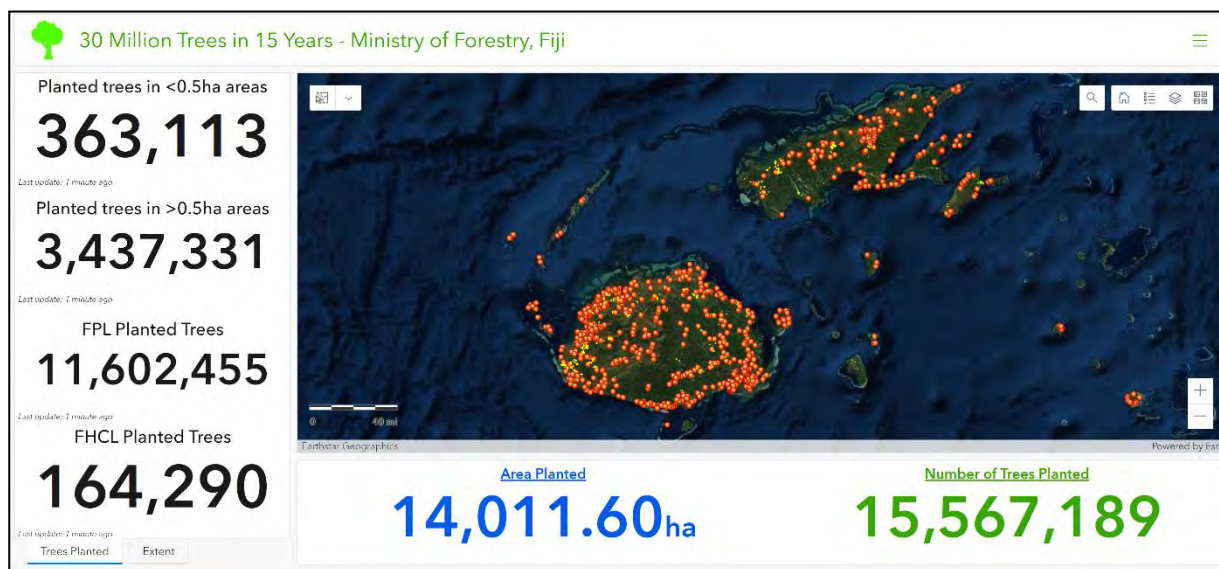 30 Million Trees in 15 Years - Ministry of Forestry, Fiji
Planted trees in <0.5ha areas
363,113
Last update: 1 minute ago
Planted trees in >0.5ha areas
3,437,331
Last update: 1 minute ago
FPL Planted Trees
11,602,455
Last update: 1 minute ago
FHCL Planted Trees
164,290
Last update: 1 minute ago
Trees Planted
Extent
0 40 mi
Earthstar Geographics
Powered by Esri
Area Planted
14,011.60ha
Number of Trees Planted
15,567,189